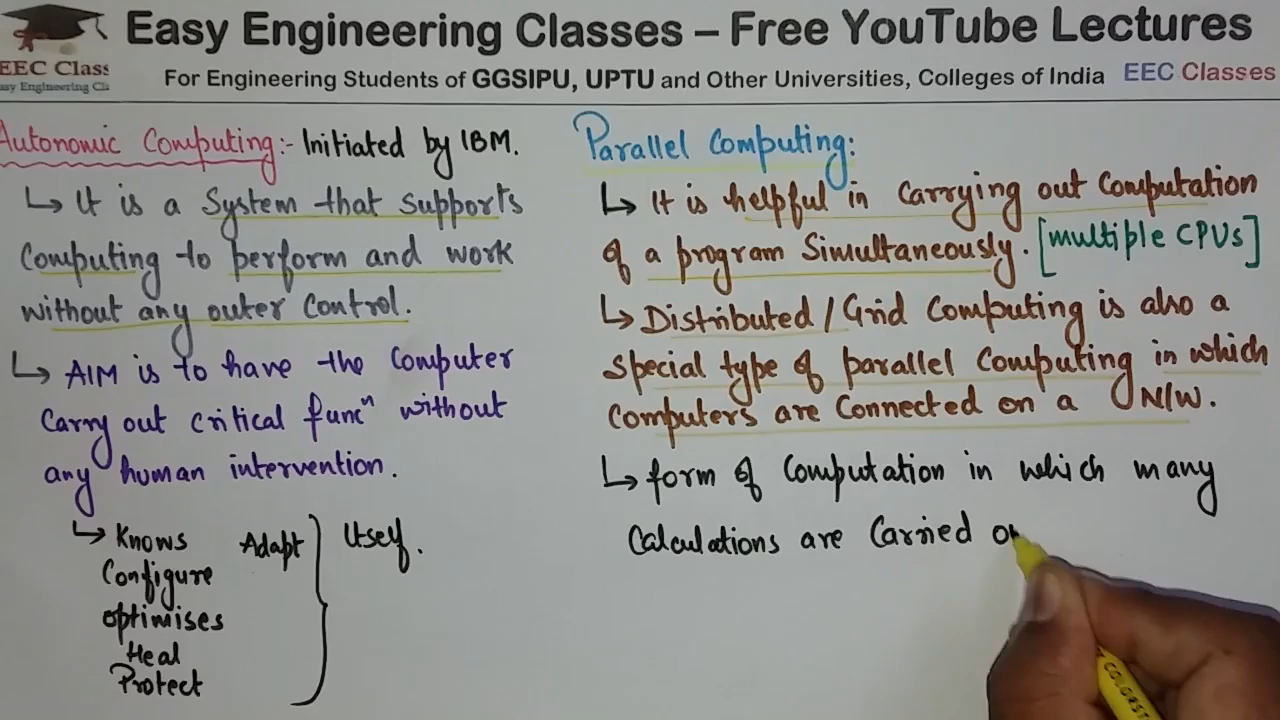 Easy Engineering Classes – Free YouTube Lectures
EEC Class
asy Engineering Cla
For Engineering Students of GGSIPU, UPTU and Other Universities, Colleges of India
EEC Classes
Autonomic Computing:- Initiated by IBM.
↳ It is a System that supports
Computing to perform and work
without any outer Control.
↳ AIM is to have the Computer
Carry out critical funcⁿ without
any human intervention.
↳ Knows
Configure
optimises
Heal
Protect
Adapt
Itself.
Parallel Computing:
↳ It is helpful in Carrying out Computation
of a program Simultaneously. [multiple CPUs]
↳ Distributed / Grid Computing is also a
special type of parallel Computing in which
Computers are Connected on a N/W.
↳ form of Computation in which many
Calculations are Carried